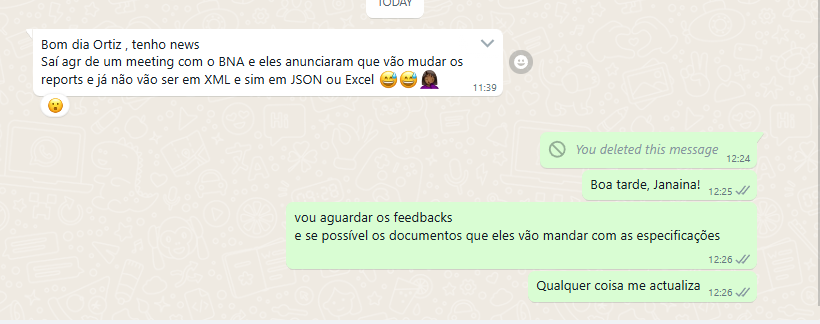 TODAY
Bom dia Ortiz , tenho news
Saí agr de um meeting com o BNA e eles anunciaram que vão mudar os
reports e já não vão ser em XML e sim em JSON ou Excel 😅😅🤦🏾‍♀️
11:39
You deleted this message
12:24
Boa tarde, Janaina!
12:25
vou aguardar os feedbacks
e se possível os documentos que eles vão mandar com as especificações
12:26
Qualquer coisa me actualiza
12:26